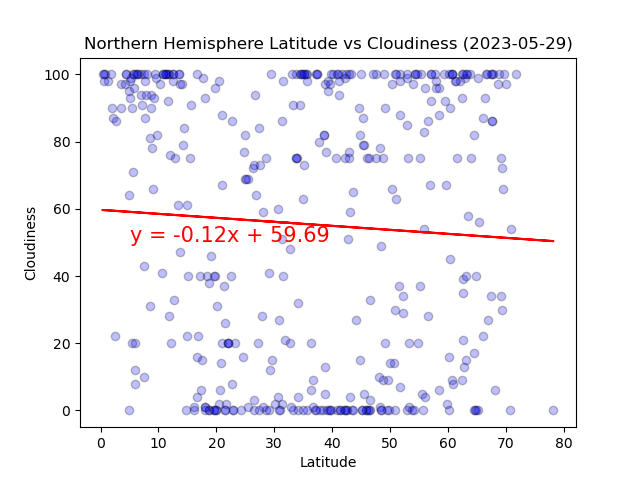 Northern Hemisphere Latitude vs Cloudiness (2023-05-29)
100
80
60
40
20
0
Cloudiness
y = -0.12x + 59.69
0 10 20 30 40 50 60 70 80
Latitude